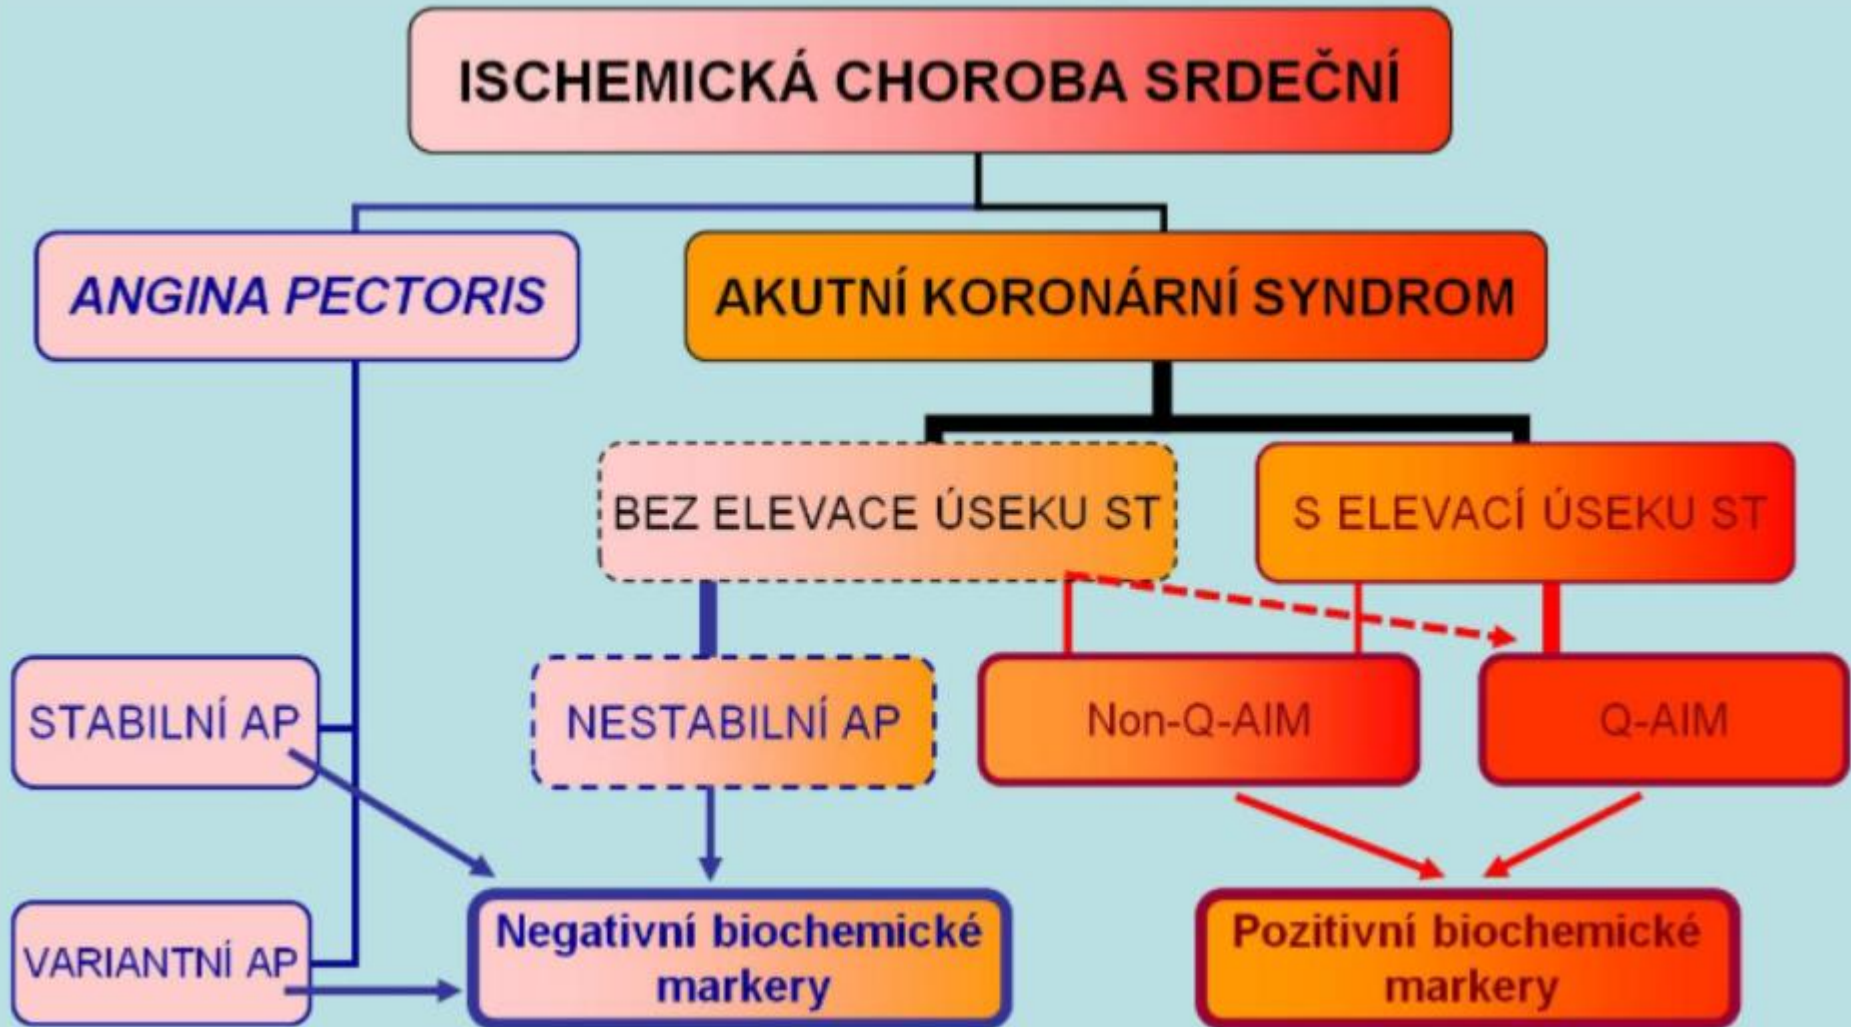 ISCHEMICKÁ CHOROBA SRDEČNÍ
ANGINA PECTORIS
AKUTNÍ KORONÁRNÍ SYNDROM
BEZ ELEVACE ÚSEKU ST
S ELEVACÍ ÚSEKU ST
STABILNÍ AP
NESTABILNÍ AP
Non-Q-AIM
Q-AIM
VARIANTNÍ AP
Negativní biochemické
markery
Pozitivní biochemické
markery